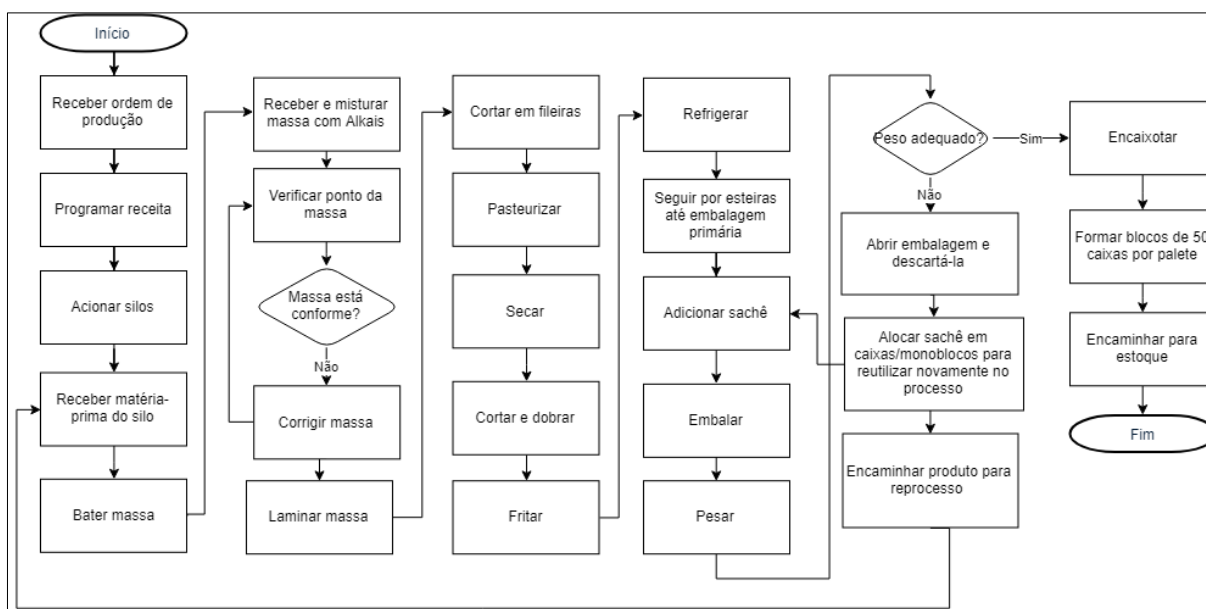 Início
Receber ordem de
produção
Programar receita
Acionar silos
Receber matéria-
prima do silo
Bater massa
Receber e misturar
massa com Alkais
Verificar ponto da
massa
Massa está
conforme?
Não
Corrigir massa
Laminar massa
Cortar em fileiras
Pasteurizar
Secar
Cortar e dobrar
Fritar
Refrigerar
Seguir por esteiras
até embalagem
primária
Adicionar sachê
Embalar
Pesar
Peso adequado?
Sim
Não
Abrir embalagem e
descartá-la
Alocar sachê em
caixas/monoblocos para
reutilizar novamente no
processo
Encaminhar produto para
reprocesso
Encaixotar
Formar blocos de 50
caixas por palete
Encaminhar para
estoque
Fim